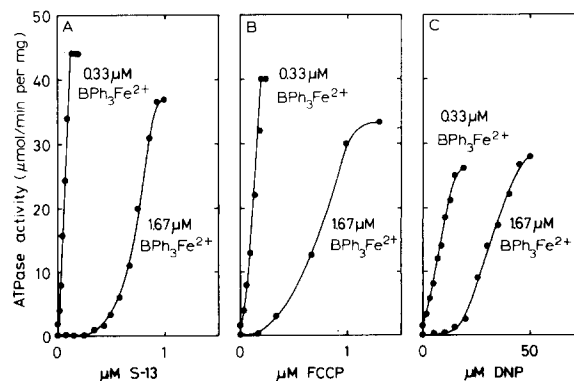 ATPase activity (µmol/min per mg)
50
40
30
20
10
0
A
0.33µM
BPh₃Fe²⁺
1.67µM
BPh₃Fe²⁺
0
1
µM S-13
B
0.33µM
BPh₃Fe²⁺
1.67µM
BPh₃Fe²⁺
0
1
µM FCCP
C
0.33µM
BPh₃Fe²⁺
1.67µM
BPh₃Fe²⁺
0
50
µM DNP